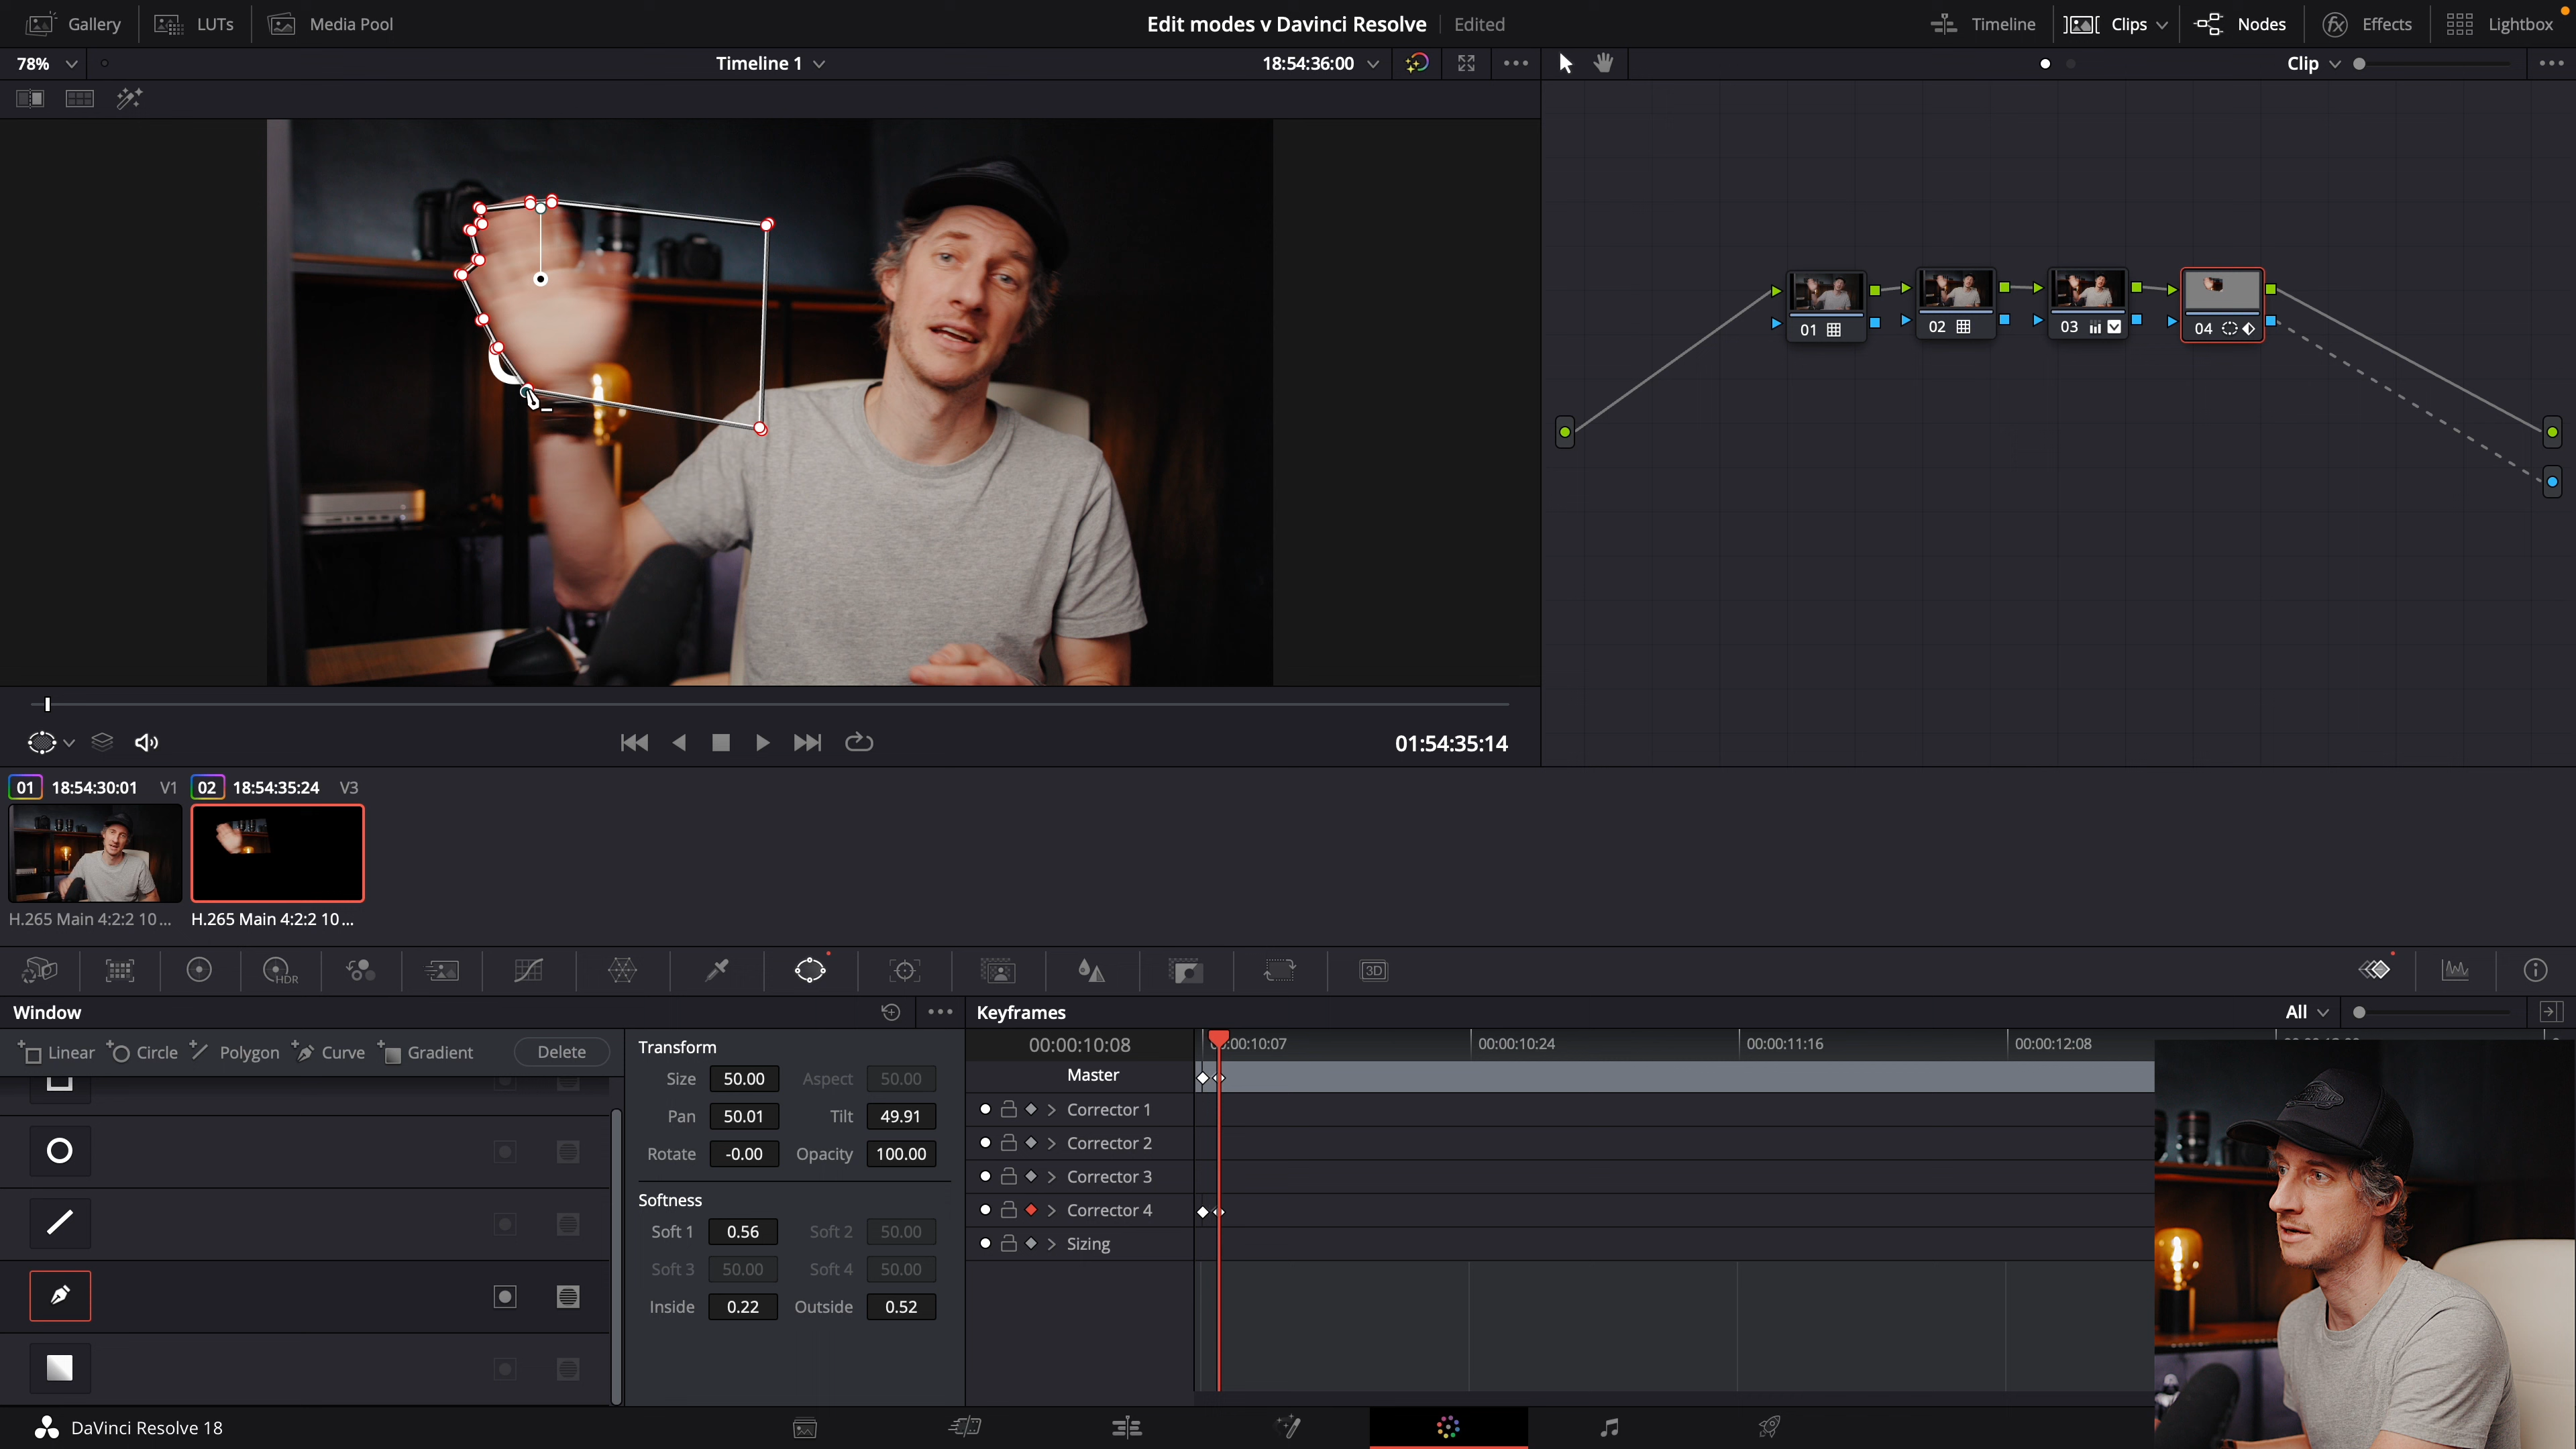 Gallery LUTs Media Pool Edit modes v Davinci Resolve Edited Timeline Clips Nodes Effects Lightbox
78% Timeline 1 18:54:36:00 Clip
01 02 03 04
01:54:35:14
01 18:54:30:01 V1 02 18:54:35:24 V3
H.265 Main 4:2:2 10... H.265 Main 4:2:2 10...
HDR 3D
Window Keyframes All
Linear Circle Polygon Curve Gradient Delete
Transform
Size 50.00 Aspect 50.00
Pan 50.01 Tilt 49.91
Rotate -0.00 Opacity 100.00
Softness
Soft 1 0.56 Soft 2 50.00
Soft 3 50.00 Soft 4 50.00
Inside 0.22 Outside 0.52
00:00:10:08 :00:10:07 00:00:10:24 00:00:11:16 00:00:12:08
Master
Corrector 1
Corrector 2
Corrector 3
Corrector 4
Sizing
DaVinci Resolve 18